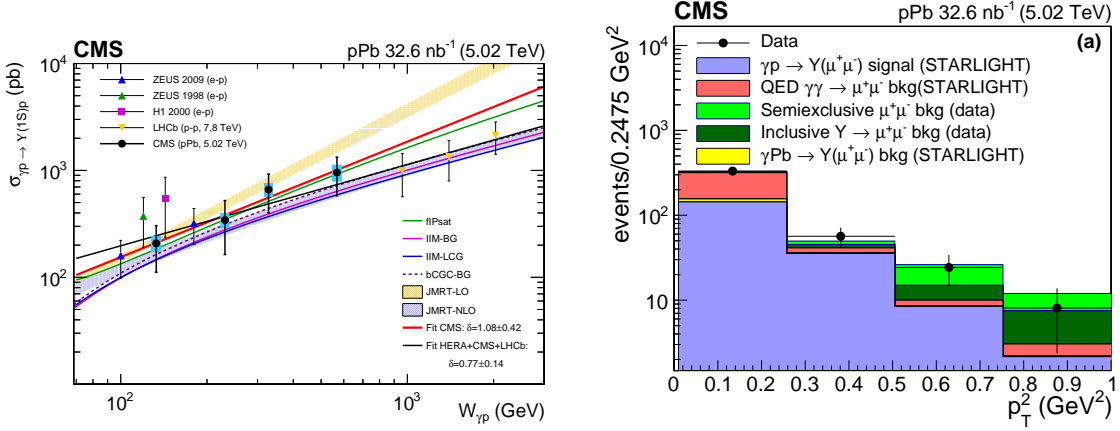 CMS
pPb 32.6 nb⁻¹ (5.02 TeV)
σγp → Υ(1S)p (pb)
10⁴
10³
10²
ZEUS 2009 (e-p)
ZEUS 1998 (e-p)
H1 2000 (e-p)
LHCb (p-p, 7,8 TeV)
CMS (pPb, 5.02 TeV)
fIPsat
IIM-BG
IIM-LCG
bCGC-BG
JMRT-LO
JMRT-NLO
Fit CMS: δ=1.08±0.42
Fit HERA+CMS+LHCb:
δ=0.77±0.14
10² 10³
Wγp (GeV)
CMS
pPb 32.6 nb⁻¹ (5.02 TeV)
(a)
events/0.2475 GeV²
10³
10²
10
Data
γp → Υ(μ⁺μ⁻) signal (STARLIGHT)
QED γγ → μ⁺μ⁻ bkg(STARLIGHT)
Semiexclusive μ⁺μ⁻ bkg (data)
Inclusive Υ → μ⁺μ⁻ bkg (data)
γPb → Υ(μ⁺μ⁻) bkg (STARLIGHT)
0 0.1 0.2 0.3 0.4 0.5 0.6 0.7 0.8 0.9 1
p²T (GeV²)